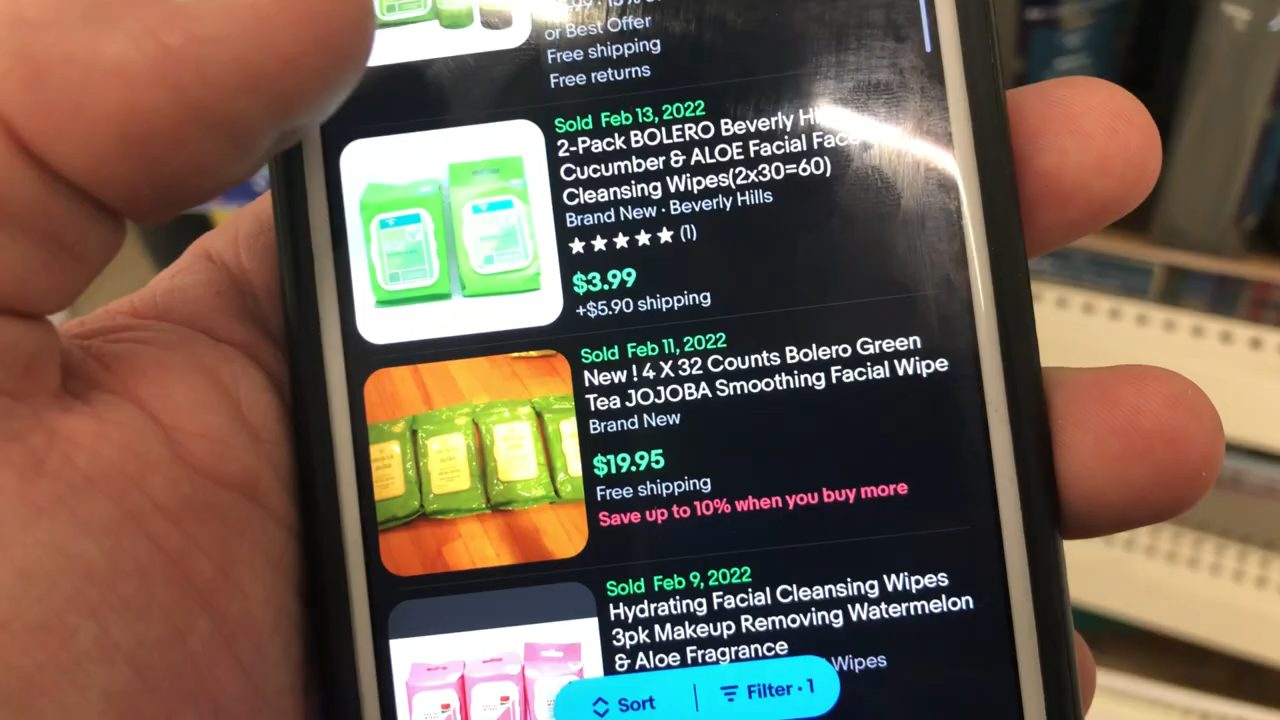 or Best Offer
Free shipping
Free returns
Sold Feb 13, 2022
2-Pack BOLERO Beverly
Cucumber & ALOE Facial
Cleansing Wipes(2x30=60)
Brand New · Beverly Hills
(1)
$3.99
+$5.90 shipping
Sold Feb 11, 2022
New ! 4 X 32 Counts Bolero Green
Tea JOJOBA Smoothing Facial Wipe
Brand New
$19.95
Free shipping
Save up to 10% when you buy more
Sold Feb 9, 2022
Hydrating Facial Cleansing Wipes
3pk Makeup Removing Watermelon
& Aloe Fragrance
Wipes
Sort
Filter · 1